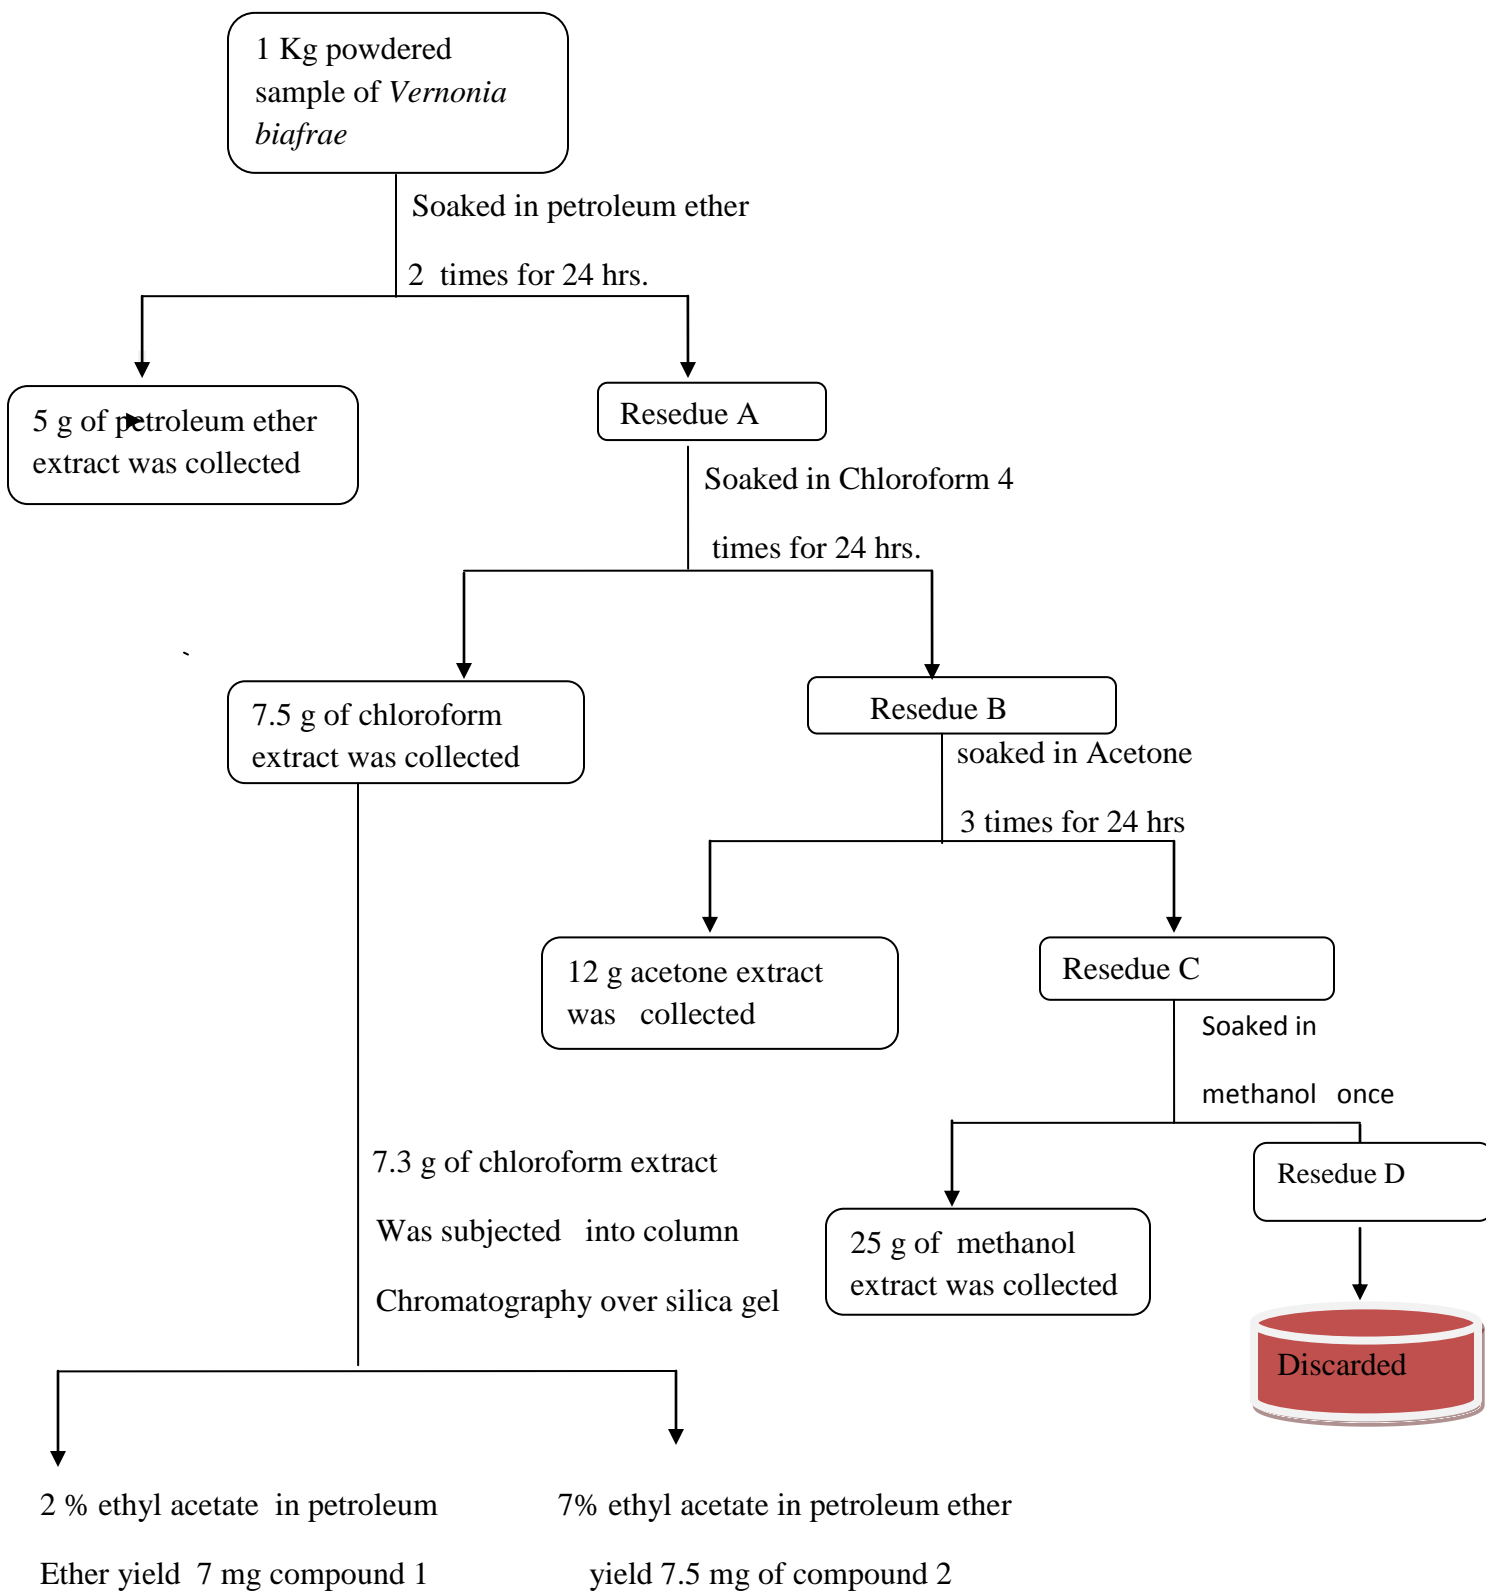 1 Kg powdered
sample of Vernonia
biafrae
Soaked in petroleum ether
2 times for 24 hrs.
5 g of petroleum ether
extract was collected
Resedue A
Soaked in Chloroform 4
times for 24 hrs.
7.5 g of chloroform
extract was collected
Resedue B
soaked in Acetone
3 times for 24 hrs
12 g acetone extract
was collected
Resedue C
Soaked in
methanol once
25 g of methanol
extract was collected
Resedue D
Discarded
7.3 g of chloroform extract
Was subjected into column
Chromatography over silica gel
2 % ethyl acetate in petroleum
Ether yield 7 mg compound 1
7% ethyl acetate in petroleum ether
yield 7.5 mg of compound 2